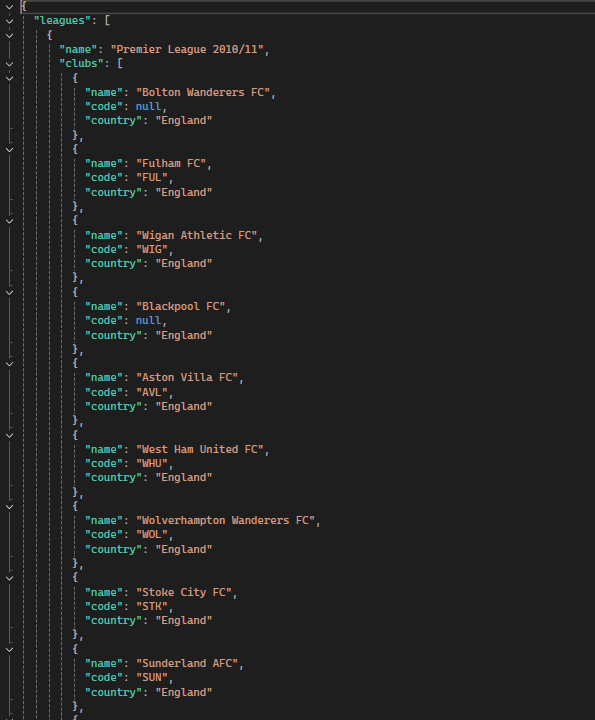 {
"leagues": [
{
"name": "Premier League 2010/11",
"clubs": [
{
"name": "Bolton Wanderers FC",
"code": null,
"country": "England"
},
{
"name": "Fulham FC",
"code": "FUL",
"country": "England"
},
{
"name": "Wigan Athletic FC",
"code": "WIG",
"country": "England"
},
{
"name": "Blackpool FC",
"code": null,
"country": "England"
},
{
"name": "Aston Villa FC",
"code": "AVL",
"country": "England"
},
{
"name": "West Ham United FC",
"code": "WHU",
"country": "England"
},
{
"name": "Wolverhampton Wanderers FC",
"code": "WOL",
"country": "England"
},
{
"name": "Stoke City FC",
"code": "STK",
"country": "England"
},
{
"name": "Sunderland AFC",
"code": "SUN",
"country": "England"
},
{